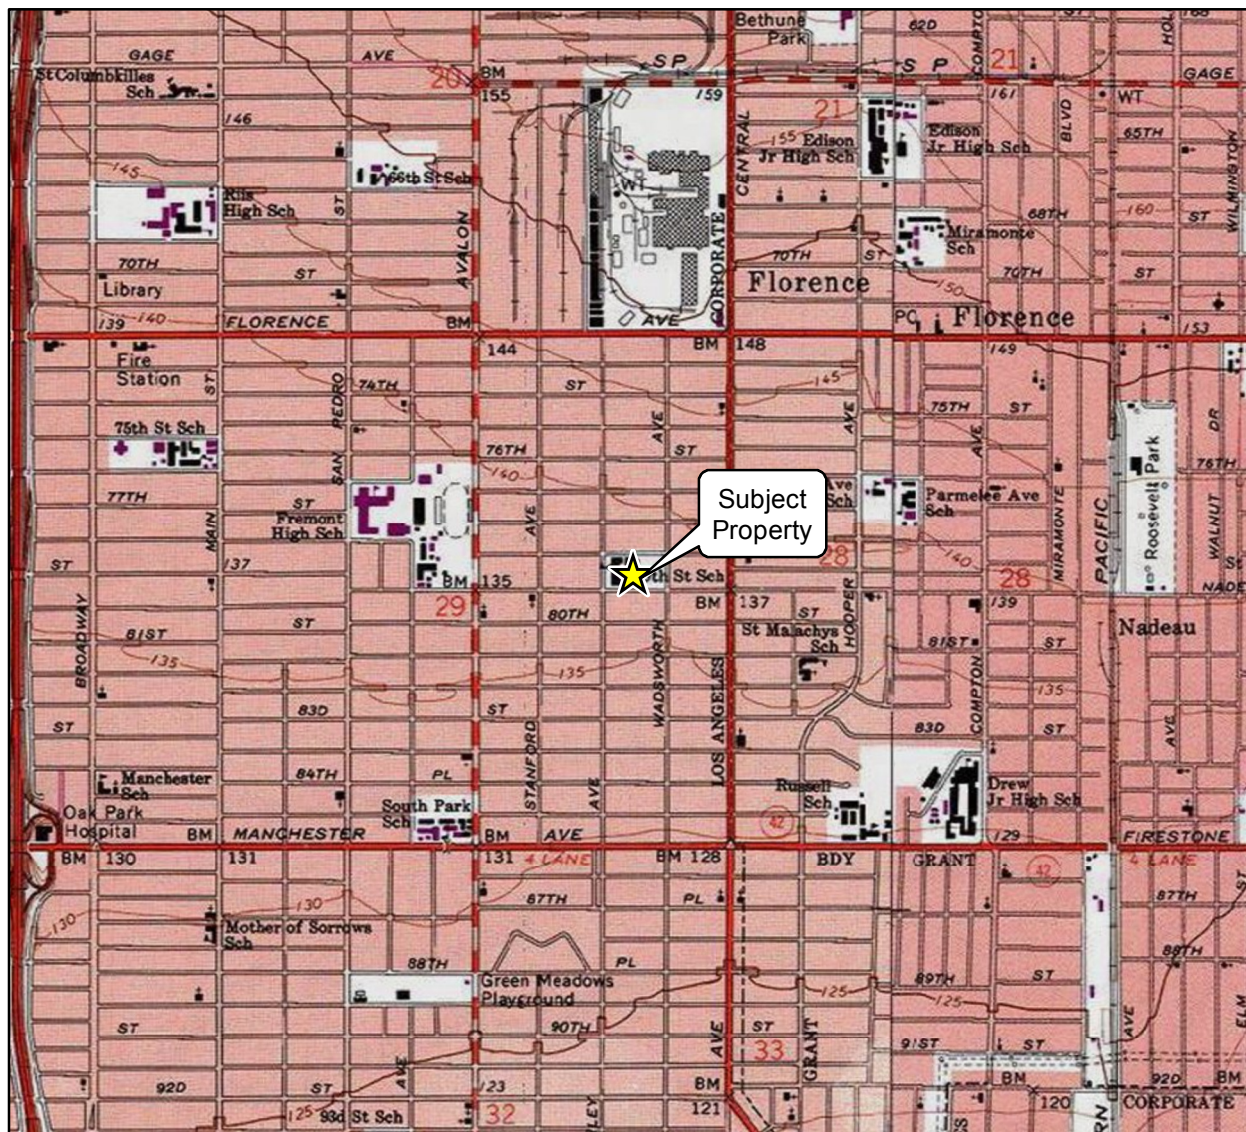 Bethune
Park
62D
COMPTON
168
GAGE
AVE
S P
S P
21
GAGE
St Columbkilles
Sch
20
BM
155
159
161
BLVD
WT
146
21
155
Edison
Jr High Sch
Edison
Jr High Sch
65TH
CENTRAL
WILMINGTON
145
66th St Sch
WT
Riis
High Sch
ST
AVALON
CORPORATE
68TH
160
ST
Miramonte
Sch
70TH
ST
70TH
ST
70TH
ST
Library
Florence
150
139
140
FLORENCE
BM
AVE
PO
Florence
153
144
BM
148
149
Fire
Station
ST
PEDRO
74TH
ST
145
75TH
ST
AVE
AVE
AVE
DR
75th St Sch
76TH
ST
76TH
SAN
140
77TH
ST
Subject
Property
Ave
Sch
Parmelee Ave
Sch
Roosevelt Park
WALNUT
Fremont
High Sch
AVE
MAIN
PACIFIC
MIRAMONTE
ST
137
BM
135
th St Sch
28
140
28
St
NADE
29
80TH
BM
137
ST
HOOPER
139
BROADWAY
81ST
ST
St Malachys
Sch
81ST
ST
Nadeau
135
135
WADSWORTH
LOS ANGELES
COMPTON
135
83D
ST
83D
ST
AVE
ST
STANFORD
Manchester
Sch
84TH
PL
AVE
Russell
Sch
Drew
Jr High Sch
Oak Park
Hospital
South Park
Sch
42
BM
MANCHESTER
BM
AVE
129
FIRESTONE
BM
130
131
131
4 LANE
BM
128
BDY
GRANT
42
4 LANE
130
130
87TH
PL
87TH
ST
Mother of Sorrows
Sch
88TH
PL
88TH
89TH
ST
Green Meadows
Playground
125
125
ST
90TH
AVE
ST
GRANT
91ST
ST
AVE
ELM
33
92D
ST
AVE
123
BM
BM
92D
BM
125
93d St Sch
32
121
120
CORPORATE